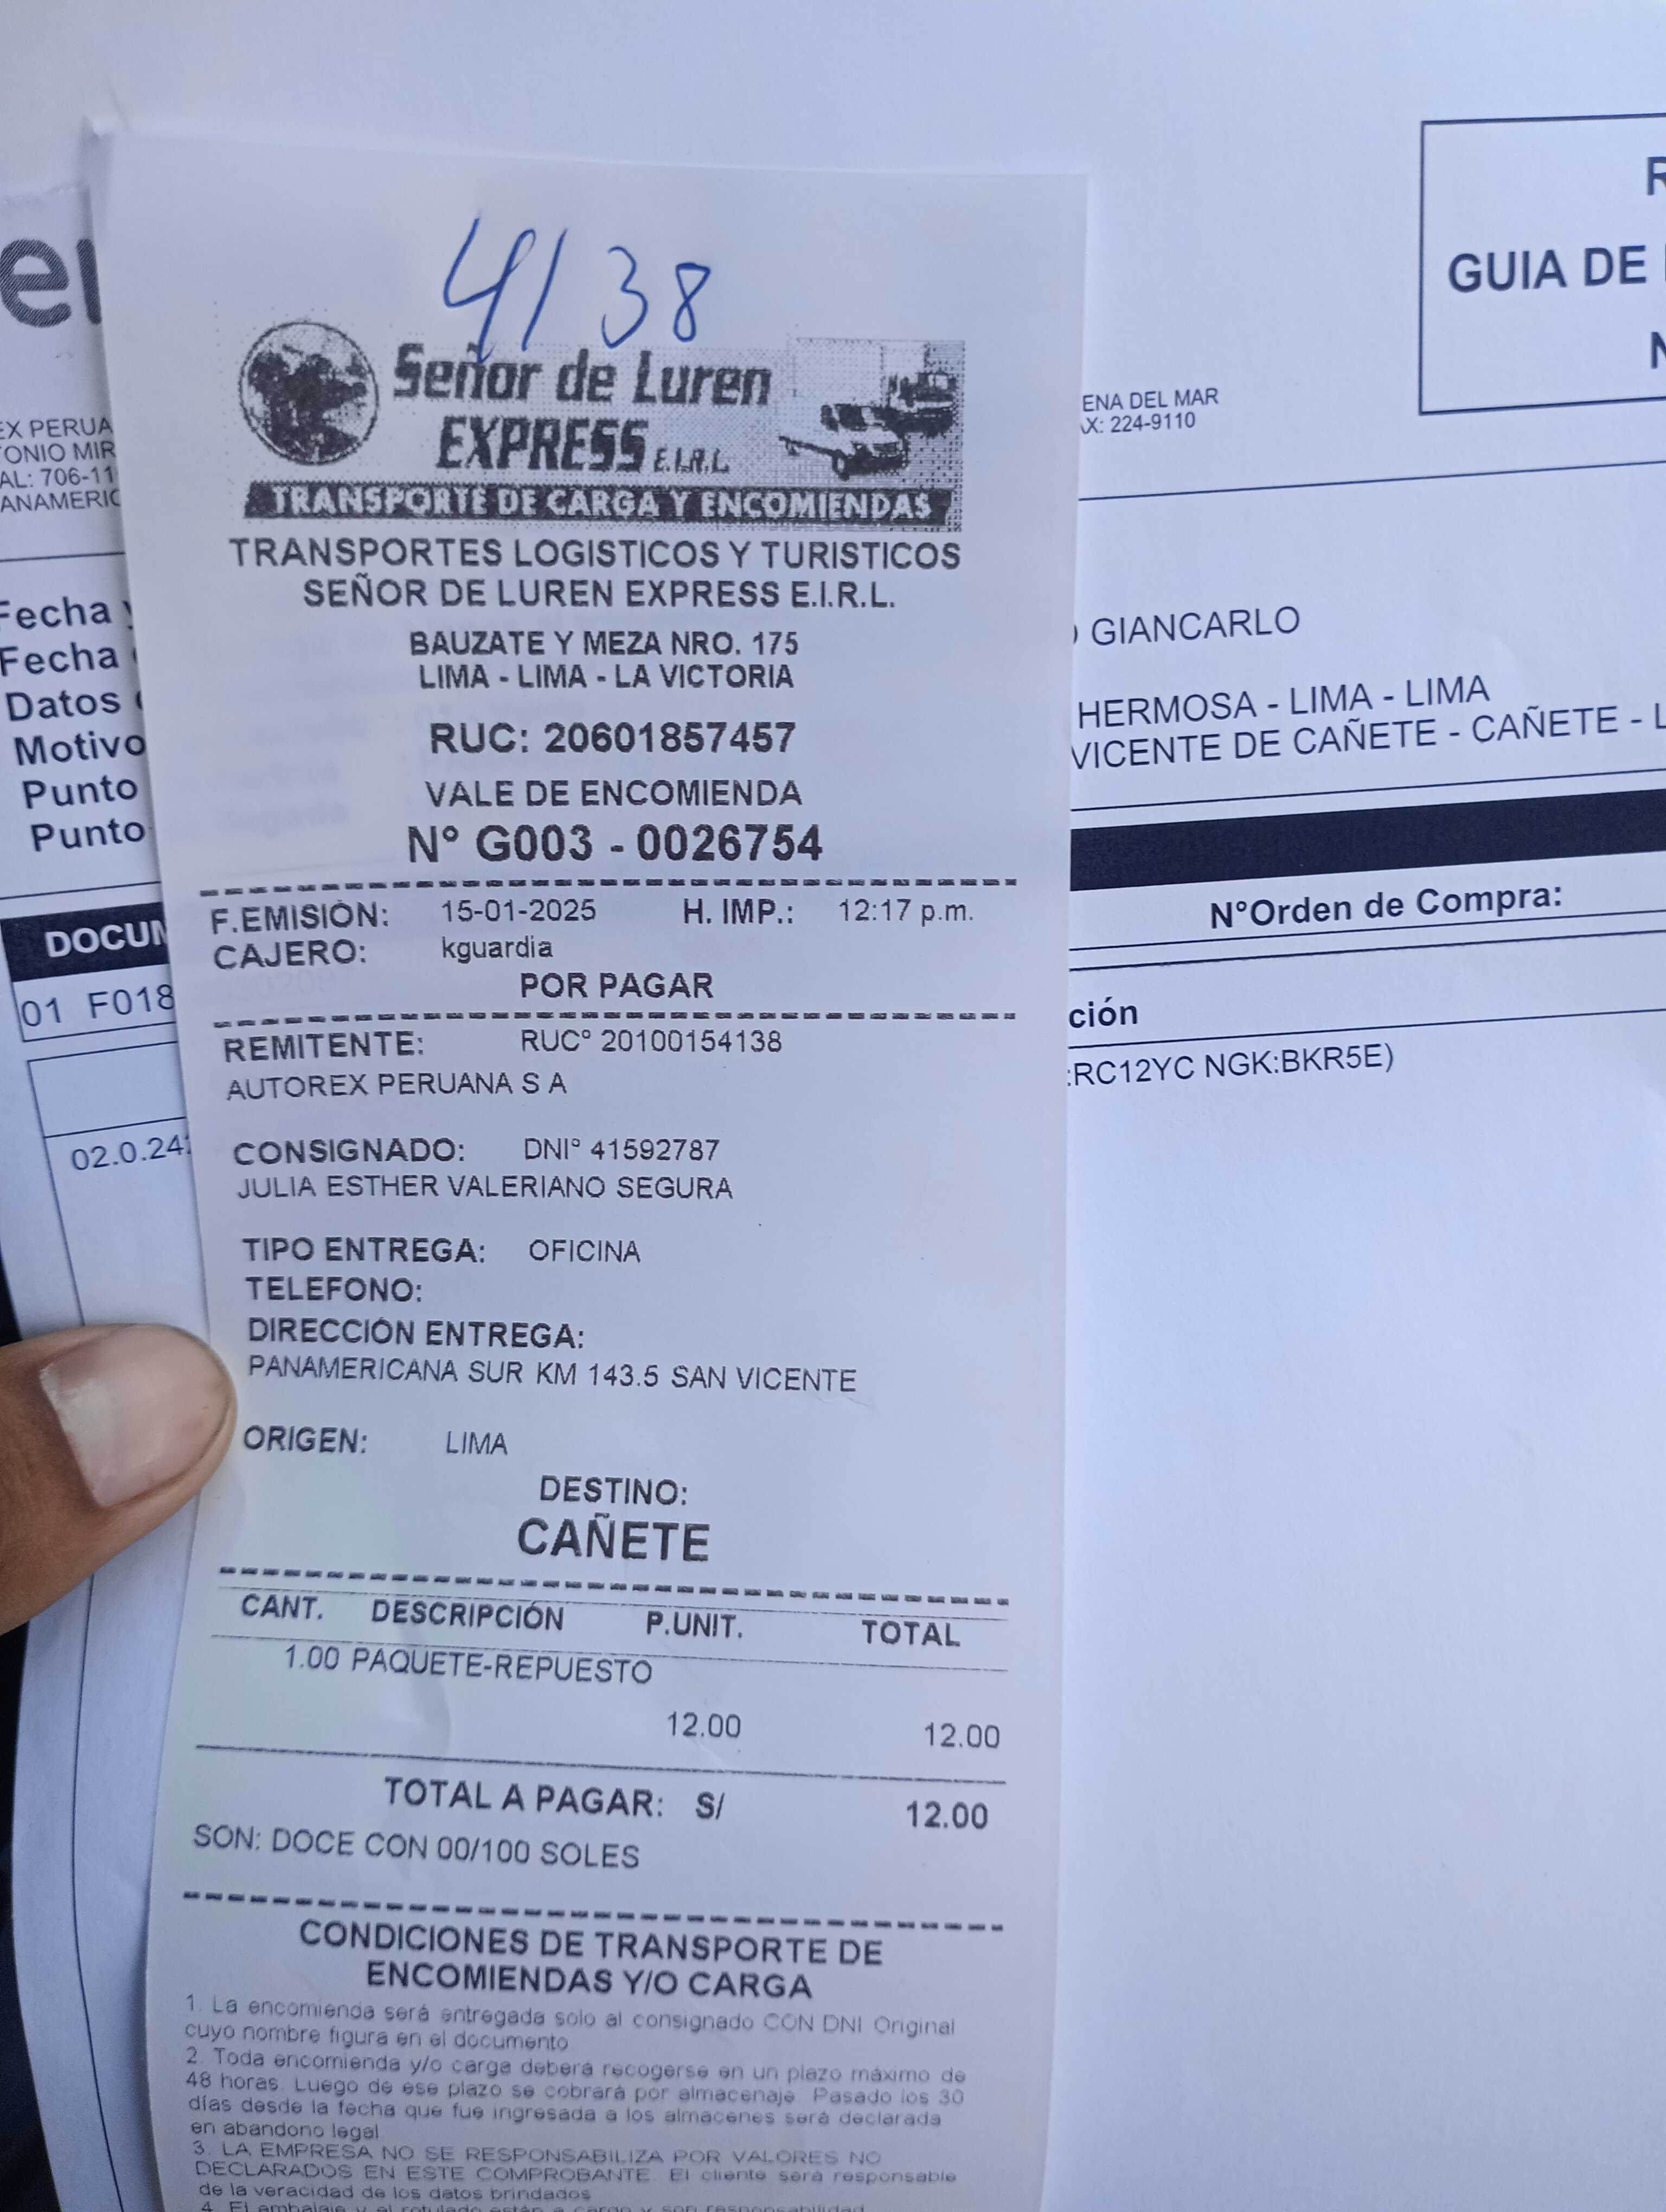 4138
Señor de Luren
EXPRESS E.I.R.L.
TRANSPORTE DE CARGA Y ENCOMIENDAS
TRANSPORTES LOGISTICOS Y TURISTICOS
SEÑOR DE LUREN EXPRESS E.I.R.L.
BAUZATE Y MEZA NRO. 175
LIMA - LIMA - LA VICTORIA
RUC: 20601857457
VALE DE ENCOMIENDA
N° G003 - 0026754
F.EMISIÓN: 15-01-2025 H. IMP.: 12:17 p.m.
CAJERO: kguardia
POR PAGAR
REMITENTE: RUC° 20100154138
AUTOREX PERUANA S A
CONSIGNADO: DNI° 41592787
JULIA ESTHER VALERIANO SEGURA
TIPO ENTREGA: OFICINA
TELEFONO:
DIRECCIÓN ENTREGA:
PANAMERICANA SUR KM 143.5 SAN VICENTE
ORIGEN: LIMA
DESTINO:
CAÑETE
CANT. DESCRIPCIÓN P.UNIT. TOTAL
1.00 PAQUETE-REPUESTO
12.00 12.00
TOTAL A PAGAR: S/ 12.00
SON: DOCE CON 00/100 SOLES
CONDICIONES DE TRANSPORTE DE
ENCOMIENDAS Y/O CARGA
1. La encomienda será entregada solo al consignado CON DNI Original
cuyo nombre figura en el documento
2. Toda encomienda y/o carga deberá recogerse en un plazo máximo de
48 horas. Luego de ese plazo se cobrará por almacenaje. Pasado los 30
días desde la fecha que fue ingresada a los almacenes será declarada
en abandono legal
3. LA EMPRESA NO SE RESPONSABILIZA POR VALORES NO
DECLARADOS EN ESTE COMPROBANTE. El cliente será responsable
de la veracidad de los datos brindados
4. El embalaje y el rotulado están a cargo y son responsabilidad
EX PERUA
ONIO MIR
AL: 706-11
ANAMERIC
Fecha
Fecha
Datos
Motivo
Punto
Punto
DOCUM
01 F018
02.0.24
GUIA DE
ENA DEL MAR
X: 224-9110
GIANCARLO
HERMOSA - LIMA - LIMA
VICENTE DE CAÑETE - CAÑETE - L
N°Orden de Compra:
ción
:RC12YC NGK:BKR5E)